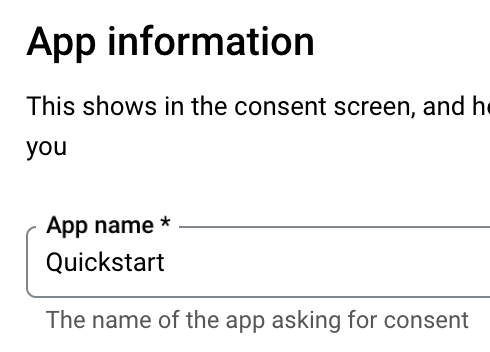 App information
This shows in the consent screen, and
you
App name *
Quickstart
The name of the app asking for consent